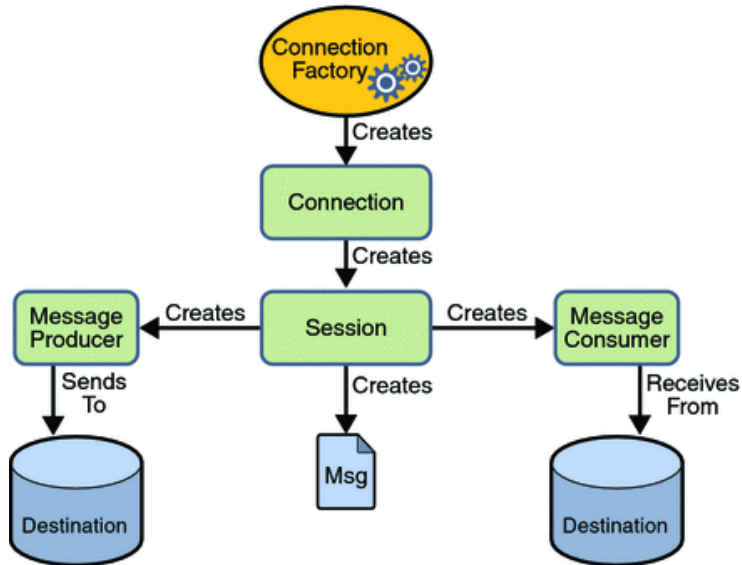 Connection
Factory
Creates
Connection
Creates
Message
Producer
Creates
Session
Creates
Message
Consumer
Sends
To
Creates
Receives
From
Msg
Destination
Destination